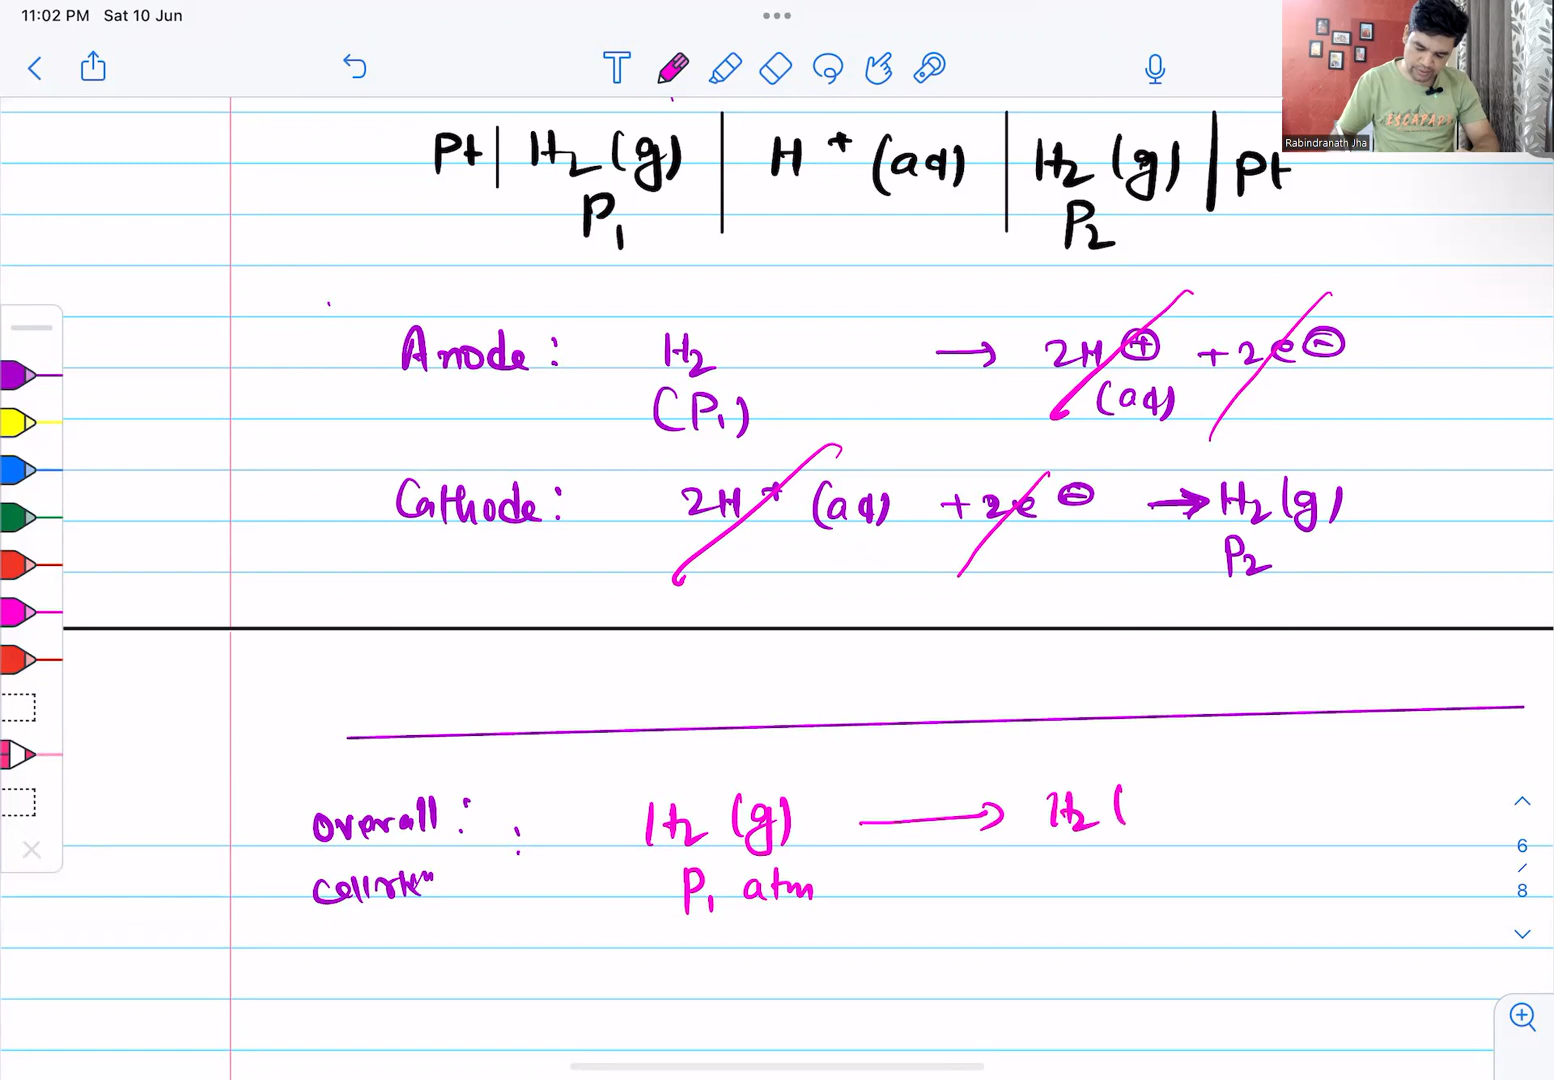 11:02 PM Sat 10 Jun
Rabindranath Jha
Pt | H₂ (g) | H⁺ (aq) | H₂ (g) | Pt
P₁ P₂
Anode : H₂ → 2H⊕ + 2e⊖
(P₁) (aq)
Cathode : 2H⁺ (aq) + 2e⊖ → H₂ (g)
P₂
Overall : H₂ (g) → H₂ (
P₁ atm
6
/
8